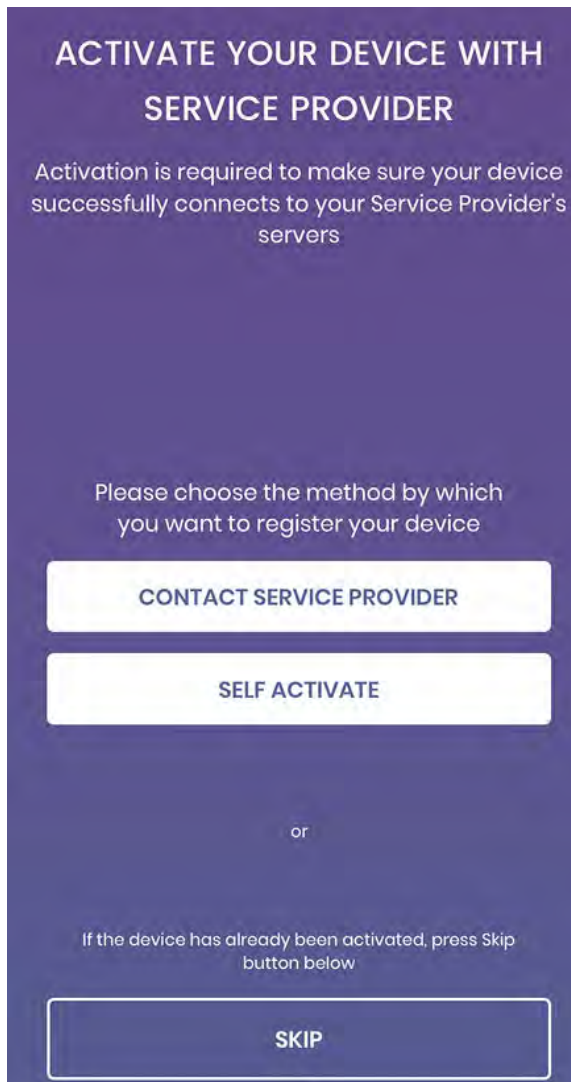 ACTIVATE YOUR DEVICE WITH
SERVICE PROVIDER
Activation is required to make sure your device
successfully connects to your Service Provider's
servers
Please choose the method by which
you want to register your device
CONTACT SERVICE PROVIDER
SELF ACTIVATE
or
If the device has already been activated, press Skip
button below
SKIP